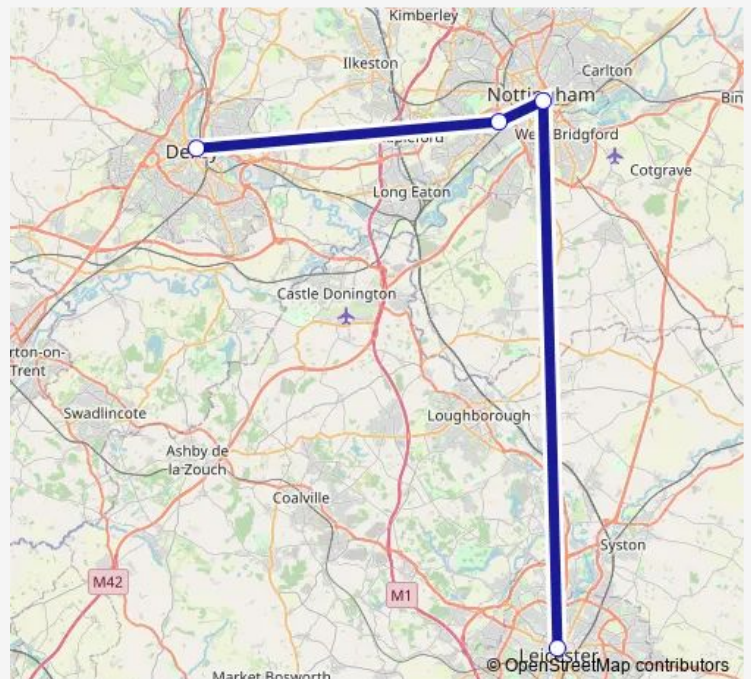 Kimberley
Ilkeston
Carlton
Nottingham
West Bridgford
Cotgrave
Long Eaton
Castle Donington
rton-on-
Trent
Swadlincote
Loughborough
Ashby de
la Zouch
Coalville
Syston
M42
M1
Leicester
Market Bosworth
© OpenStreetMap contributors